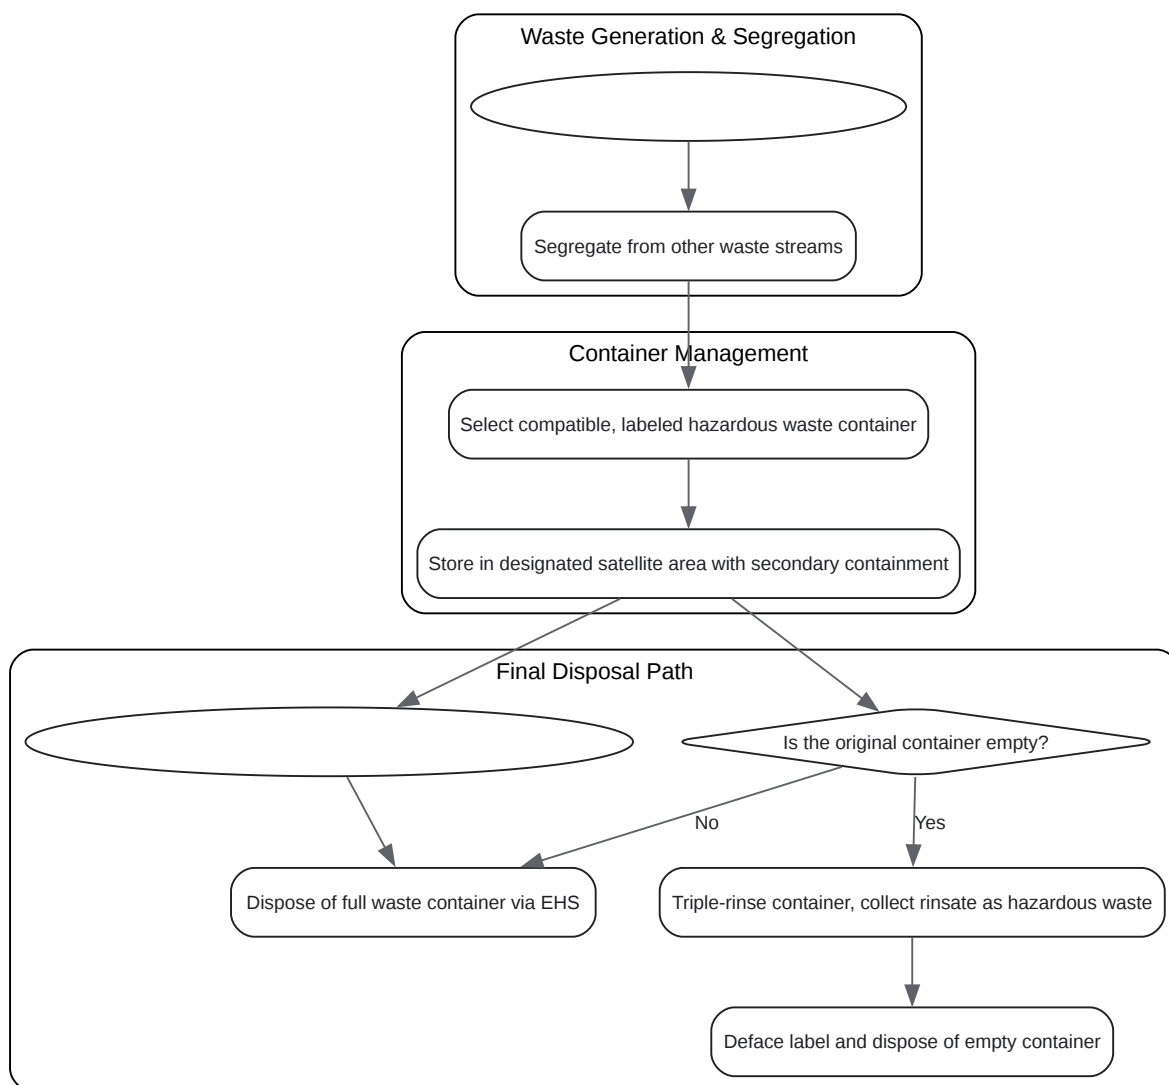 Waste Generation & Segregation
Segregate from other waste streams
Container Management
Select compatible, labeled hazardous waste container
Store in designated satellite area with secondary containment
Final Disposal Path
Is the original container empty?
No
Yes
Dispose of full waste container via EHS
Triple-rinse container, collect rinsate as hazardous waste
Deface label and dispose of empty container